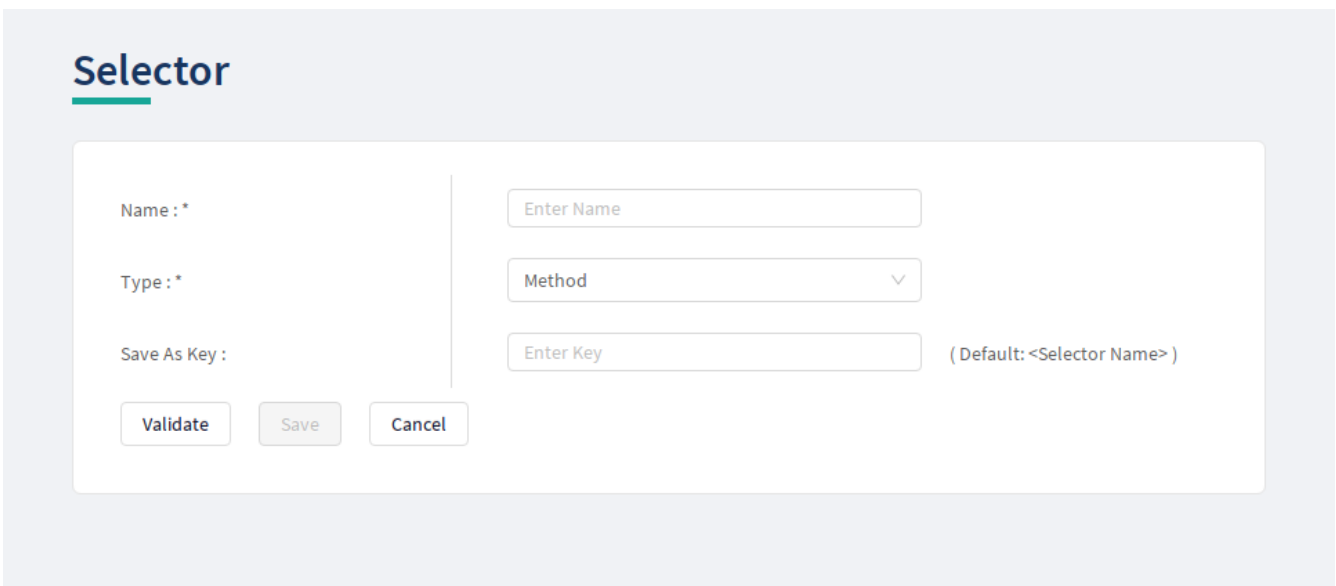 Selector
Name : *
Enter Name
Type : *
Method
Save As Key :
Enter Key
( Default: <Selector Name> )
Validate
Save
Cancel